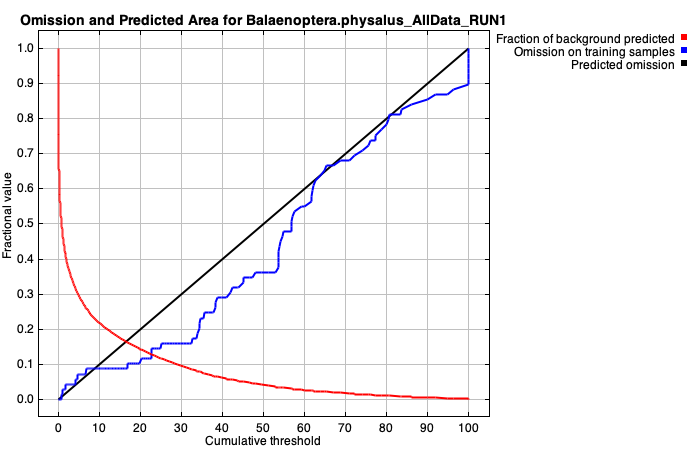 Omission and Predicted Area for Balaenoptera.physalus_AllData_RUN1
Fraction of background predicted
Omission on training samples
Predicted omission
1.0
0.9
0.8
0.7
0.6
0.5
0.4
0.3
0.2
0.1
0.0
Fractional value
0 10 20 30 40 50 60 70 80 90 100
Cumulative threshold